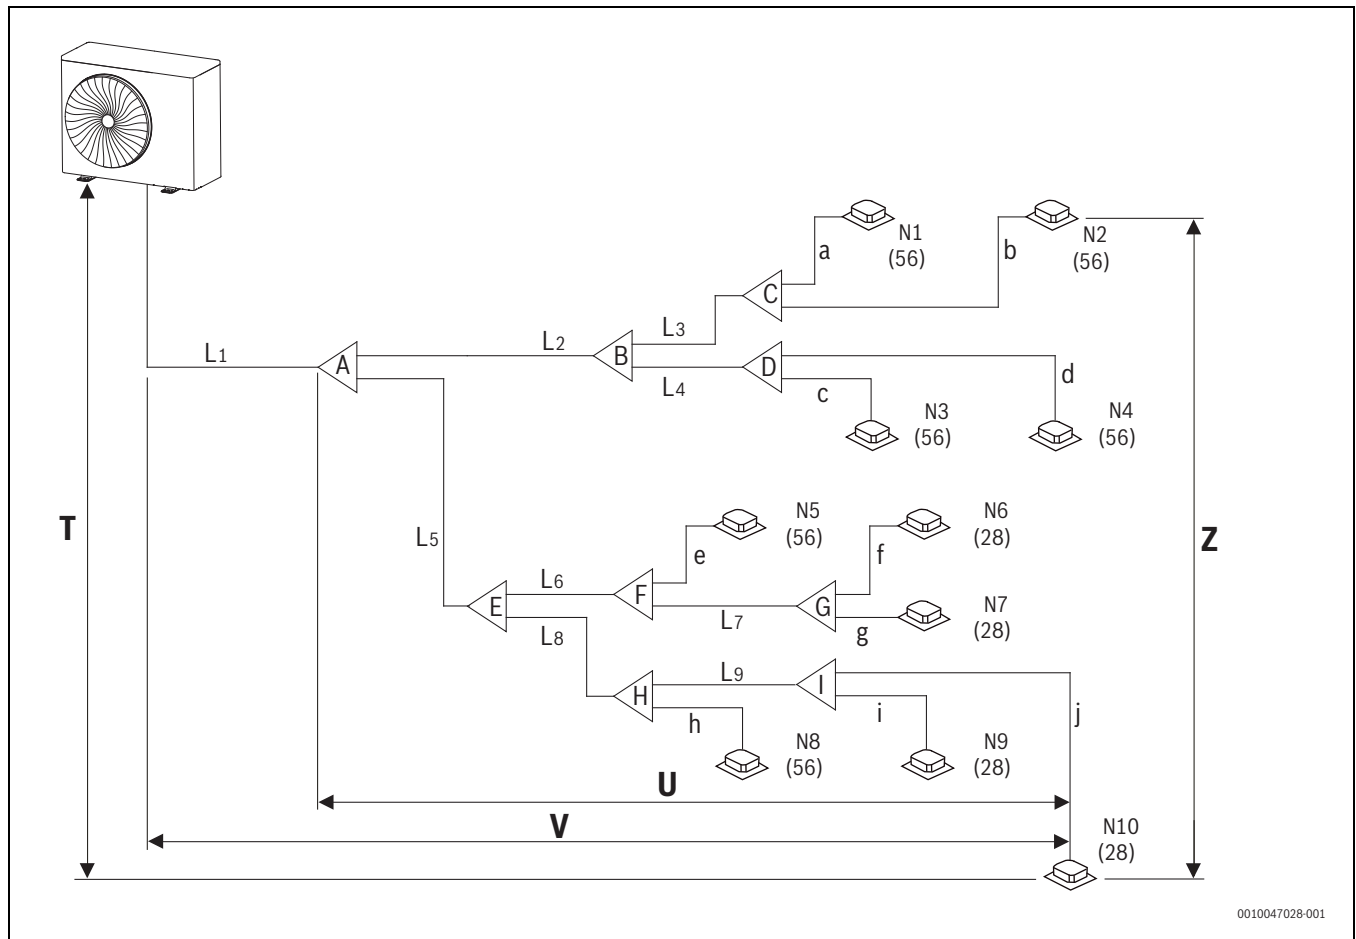 N1
(56)
N2
(56)
a
b
C
L3
L1
A
L2
B
D
L4
c
d
N3
(56)
N4
(56)
T
L5
N5
(56)
N6
(28)
Z
e
f
L6
F
E
L7
G
g
N7
(28)
L8
L9
H
I
h
i
j
N8
(56)
N9
(28)
U
V
N10
(28)
0010047028-001